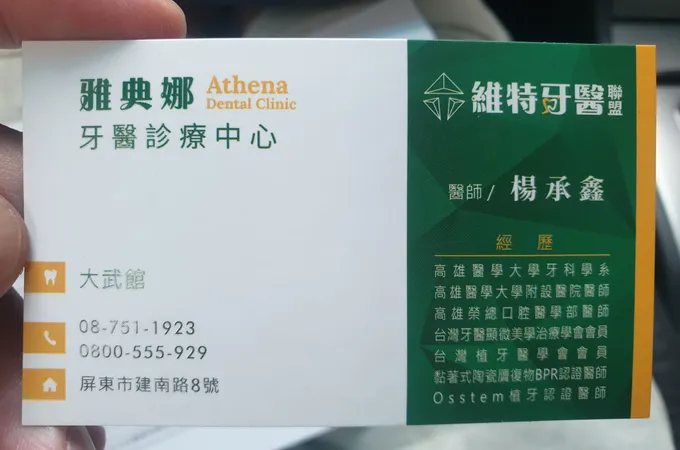 雅典娜 Athena
Dental Clinic
牙醫診療中心
大武館
08-751-1923
0800-555-929
屏東市建南路8號
維特牙醫聯盟
醫師/ 楊承鑫
經歷
高雄醫學大學牙科學系
高雄醫學大學附設醫院醫師
高雄榮總口腔醫學部醫師
台灣牙醫顯微美學治療學會會員
台灣植牙醫學會會員
黏著式陶瓷贋復物BPR認證醫師
Osstem植牙認證醫師